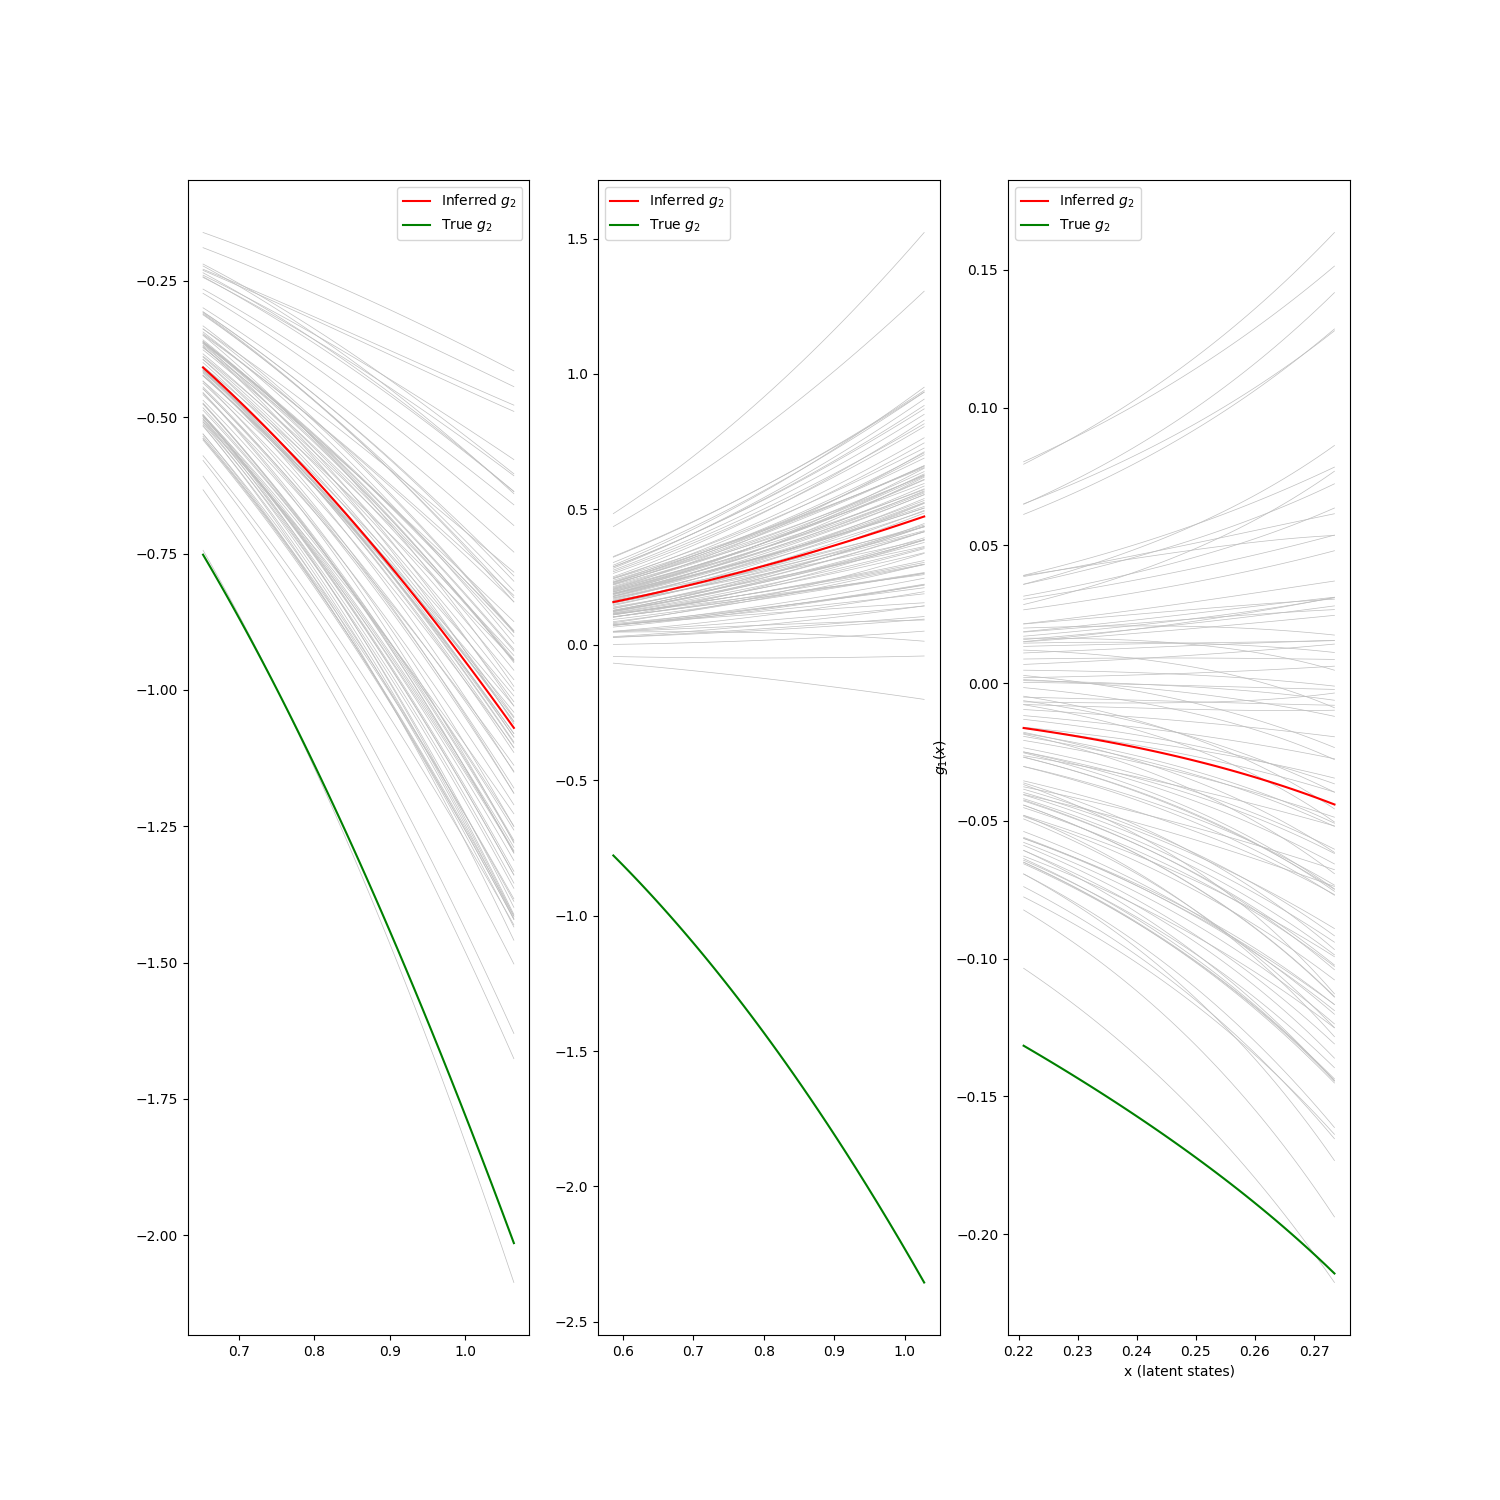 Inferred g₂
True g₂
−0.25
−0.50
−0.75
−1.00
−1.25
−1.50
−1.75
−2.00
0.7 0.8 0.9 1.0
Inferred g₂
True g₂
1.5
1.0
0.5
0.0
−0.5
−1.0
−1.5
−2.0
−2.5
0.6 0.7 0.8 0.9 1.0
g₁(x)
Inferred g₂
True g₂
0.15
0.10
0.05
0.00
−0.05
−0.10
−0.15
−0.20
0.22 0.23 0.24 0.25 0.26 0.27
x (latent states)